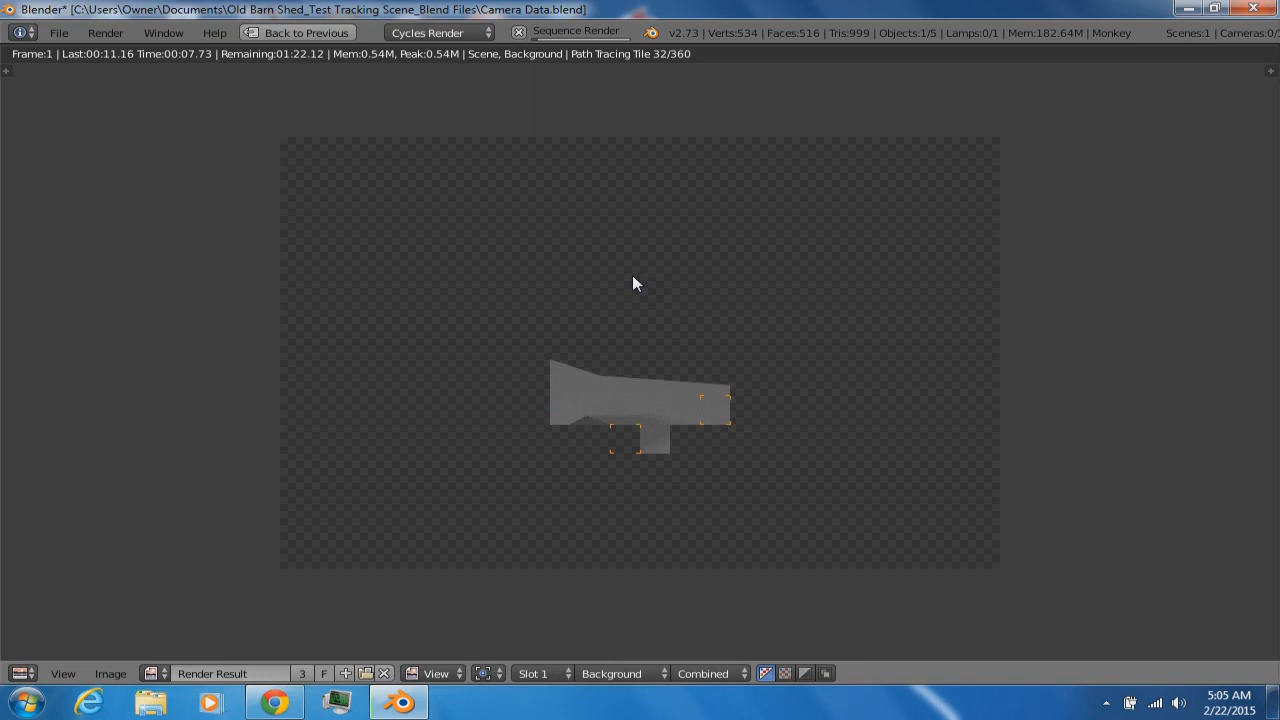 Blender* [C:\Users\Owner\Documents\Old Barn Shed_Test Tracking Scene_Blend Files\Camera Data.blend]
File Render Window Help Back to Previous Cycles Render Sequence Render v2.73 | Verts:534 | Faces:516 | Tris:999 | Objects:1/5 | Lamps:0/1 | Mem:182.64M | Monkey Scenes:1 | Cameras:0/
Frame:1 | Last:00:11.16 Time:00:07.73 | Remaining:01:22.12 | Mem:0.54M, Peak:0.54M | Scene, Background | Path Tracing Tile 32/360
View Image Render Result 3 F View Slot 1 Background Combined
5:05 AM
2/22/2015